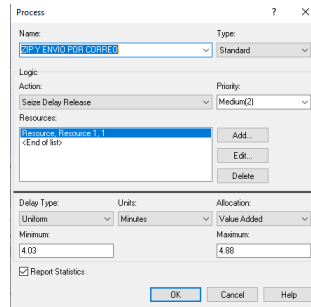 Process ? ×
Name: Type:
ZIP Y ENVIO POR CORREO Standard
Logic
Action: Priority:
Seize Delay Release Medium(2)
Resources:
Resource, Resource 1, 1
<End of list>
Add...
Edit...
Delete
Delay Type: Units: Allocation:
Uniform Minutes Value Added
Minimum: Maximum:
4.03 4.88
Report Statistics
OK Cancel Help